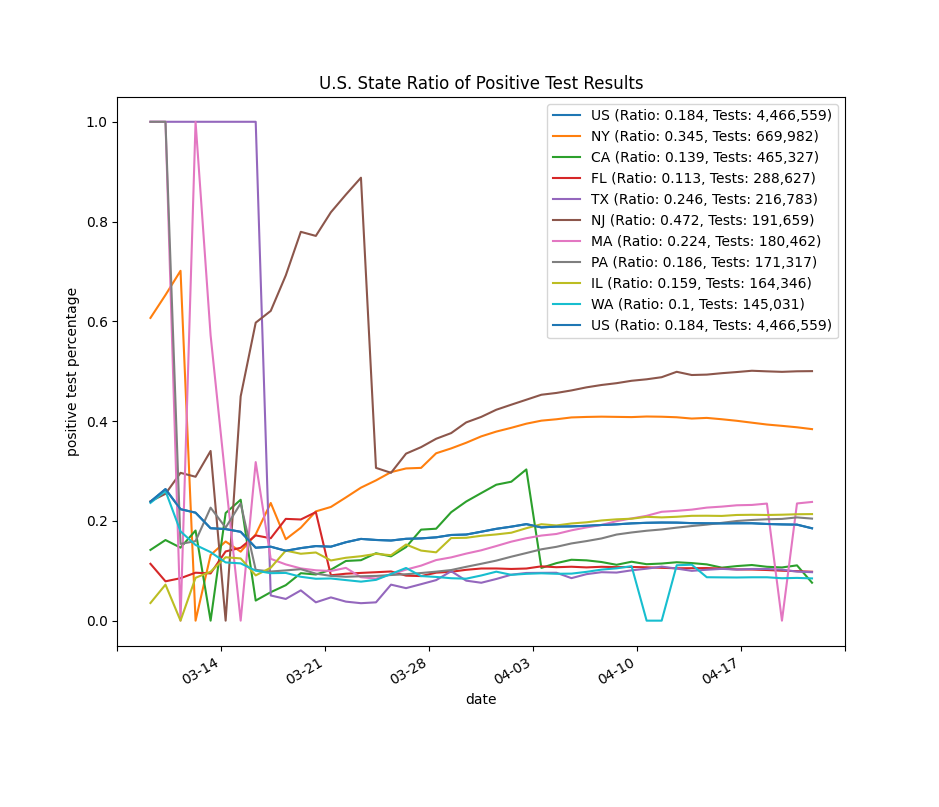 U.S. State Ratio of Positive Test Results
US (Ratio: 0.184, Tests: 4,466,559)
NY (Ratio: 0.345, Tests: 669,982)
CA (Ratio: 0.139, Tests: 465,327)
FL (Ratio: 0.113, Tests: 288,627)
TX (Ratio: 0.246, Tests: 216,783)
NJ (Ratio: 0.472, Tests: 191,659)
MA (Ratio: 0.224, Tests: 180,462)
PA (Ratio: 0.186, Tests: 171,317)
IL (Ratio: 0.159, Tests: 164,346)
WA (Ratio: 0.1, Tests: 145,031)
US (Ratio: 0.184, Tests: 4,466,559)
positive test percentage
1.0
0.8
0.6
0.4
0.2
0.0
03-14
03-21
03-28
04-03
04-10
04-17
date